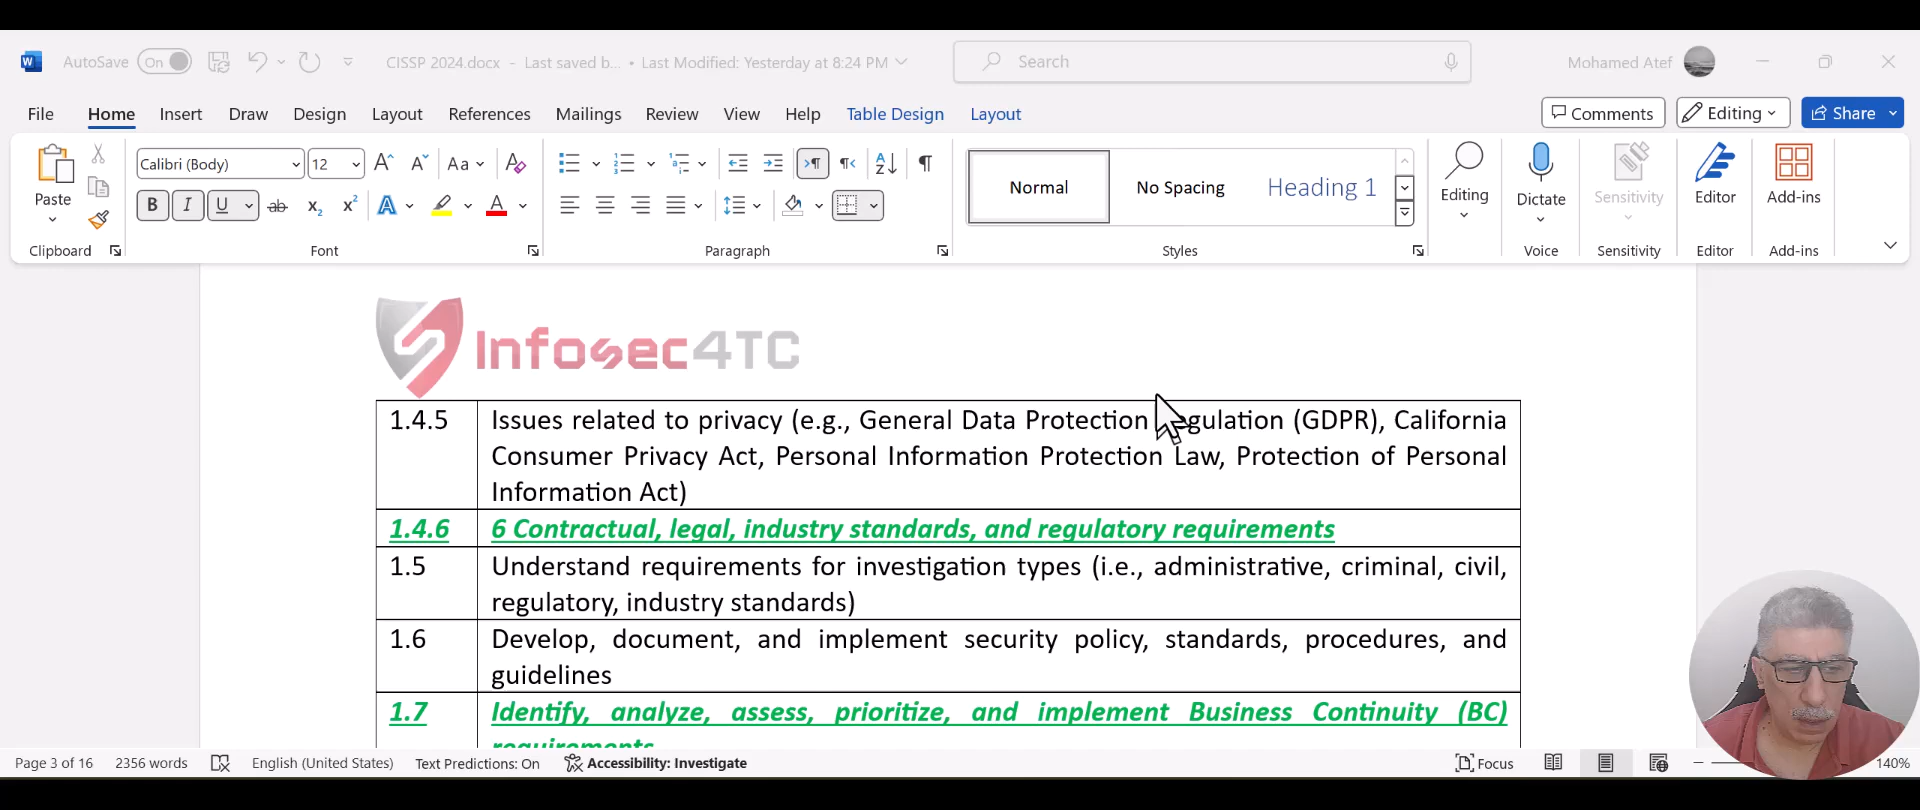 AutoSave On CISSP 2024.docx - Last saved b... • Last Modified: Yesterday at 8:24 PM Search Mohamed Atef
File Home Insert Draw Design Layout References Mailings Review View Help Table Design Layout Comments Editing Share
Paste
Clipboard
Calibri (Body) 12 Aa
B I U ab x₂ x² A A
Font
Paragraph
Normal No Spacing Heading 1
Styles
Editing
Dictate
Voice
Sensitivity
Sensitivity
Editor
Editor
Add-ins
Add-ins
Infosec4TC
1.4.5 Issues related to privacy (e.g., General Data Protection Regulation (GDPR), California
Consumer Privacy Act, Personal Information Protection Law, Protection of Personal
Information Act)
1.4.6 6 Contractual, legal, industry standards, and regulatory requirements
1.5 Understand requirements for investigation types (i.e., administrative, criminal, civil,
regulatory, industry standards)
1.6 Develop, document, and implement security policy, standards, procedures, and
guidelines
1.7 Identify, analyze, assess, prioritize, and implement Business Continuity (BC)
requirements
Page 3 of 16 2356 words English (United States) Text Predictions: On Accessibility: Investigate Focus 140%